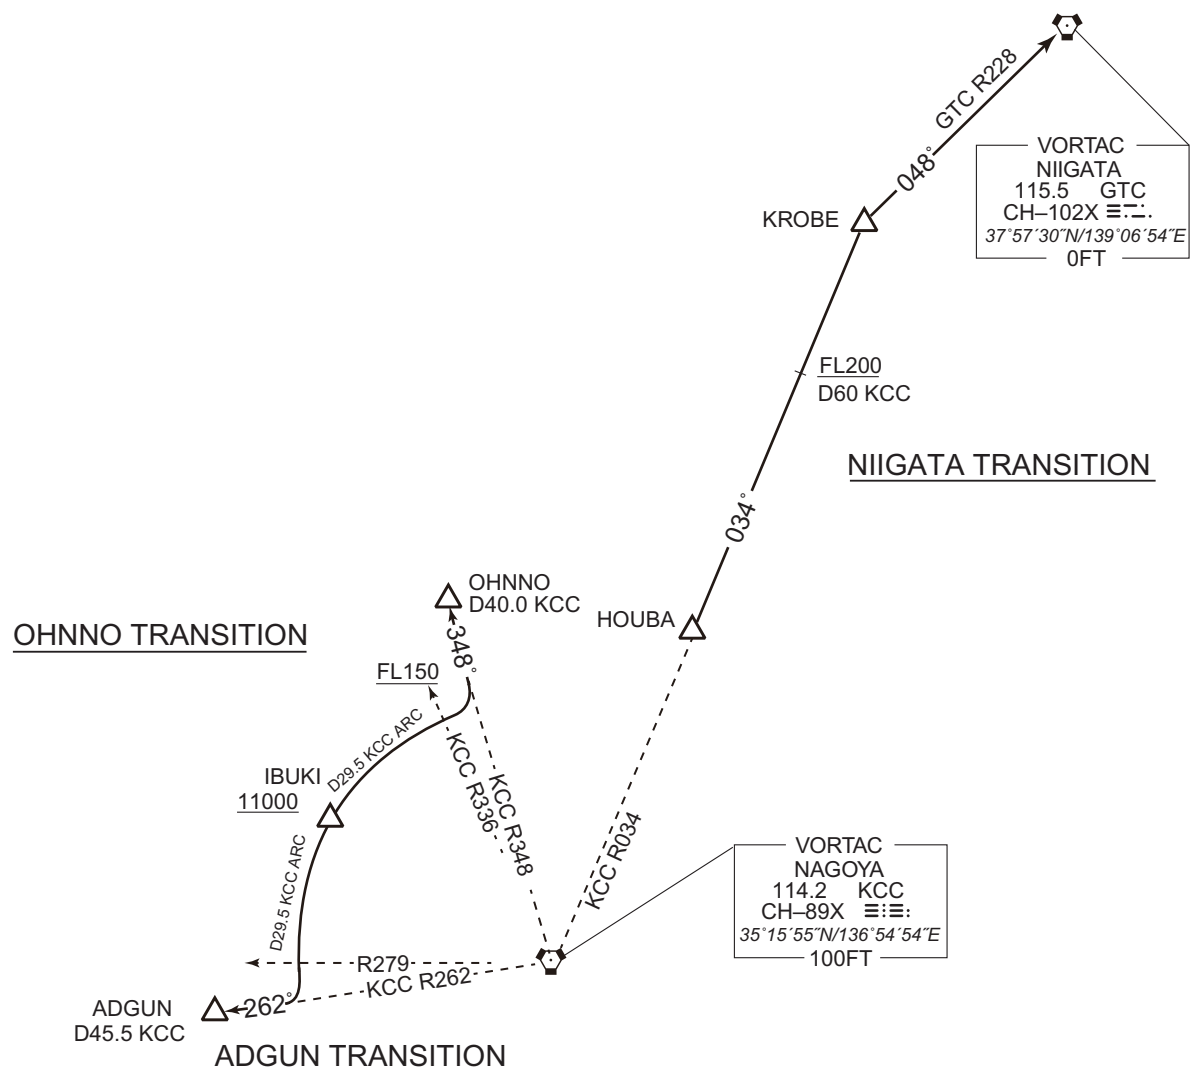 GTC R228
048°
VORTAC
NIIGATA
115.5 GTC
CH–102X
37°57´30˝N/139°06´54˝E
0FT
KROBE
FL200
D60 KCC
NIIGATA TRANSITION
034°
OHNNO
D40.0 KCC
HOUBA
OHNNO TRANSITION
348°
FL150
D29.5 KCC ARC
IBUKI
11000
KCC R336
KCC R348
KCC R034
D29.5 KCC ARC
VORTAC
NAGOYA
114.2 KCC
CH–89X
35°15´55˝N/136°54´54˝E
100FT
R279
KCC R262
262°
ADGUN
D45.5 KCC
ADGUN TRANSITION